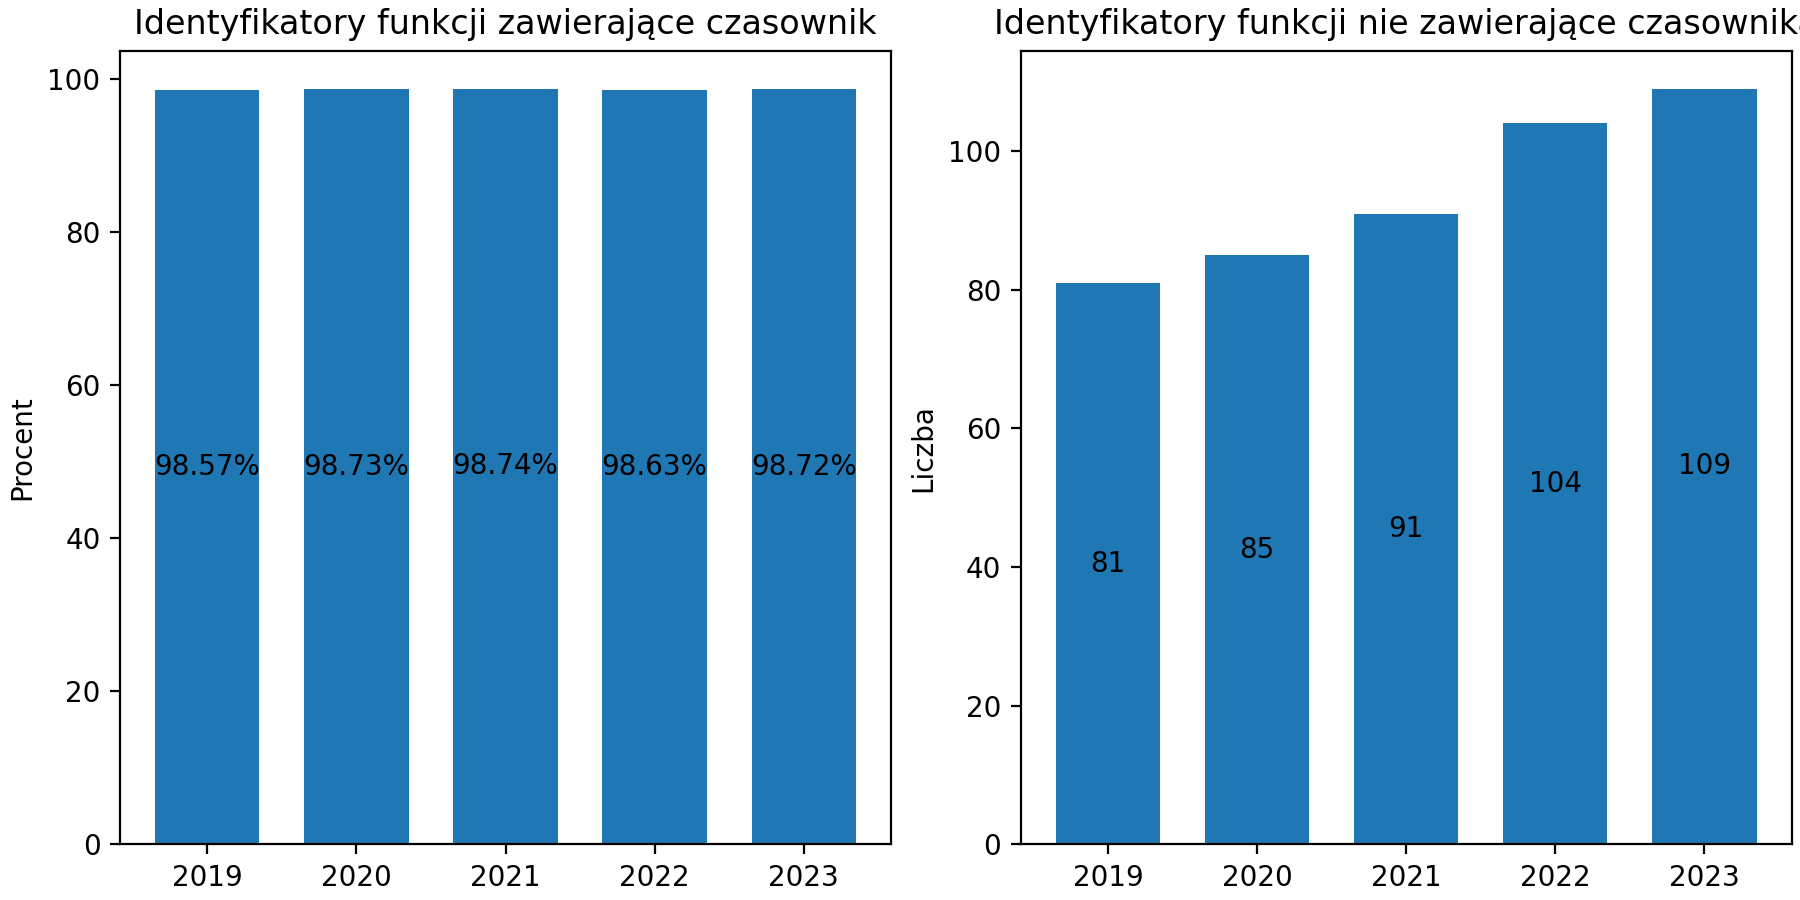 Identyfikatory funkcji zawierające czasownik
100
80
60
40
20
0
Procent
98.57% 98.73% 98.74% 98.63% 98.72%
2019 2020 2021 2022 2023
Identyfikatory funkcji nie zawierające czasownika
100
80
60
40
20
0
Liczba
81 85 91 104 109
2019 2020 2021 2022 2023